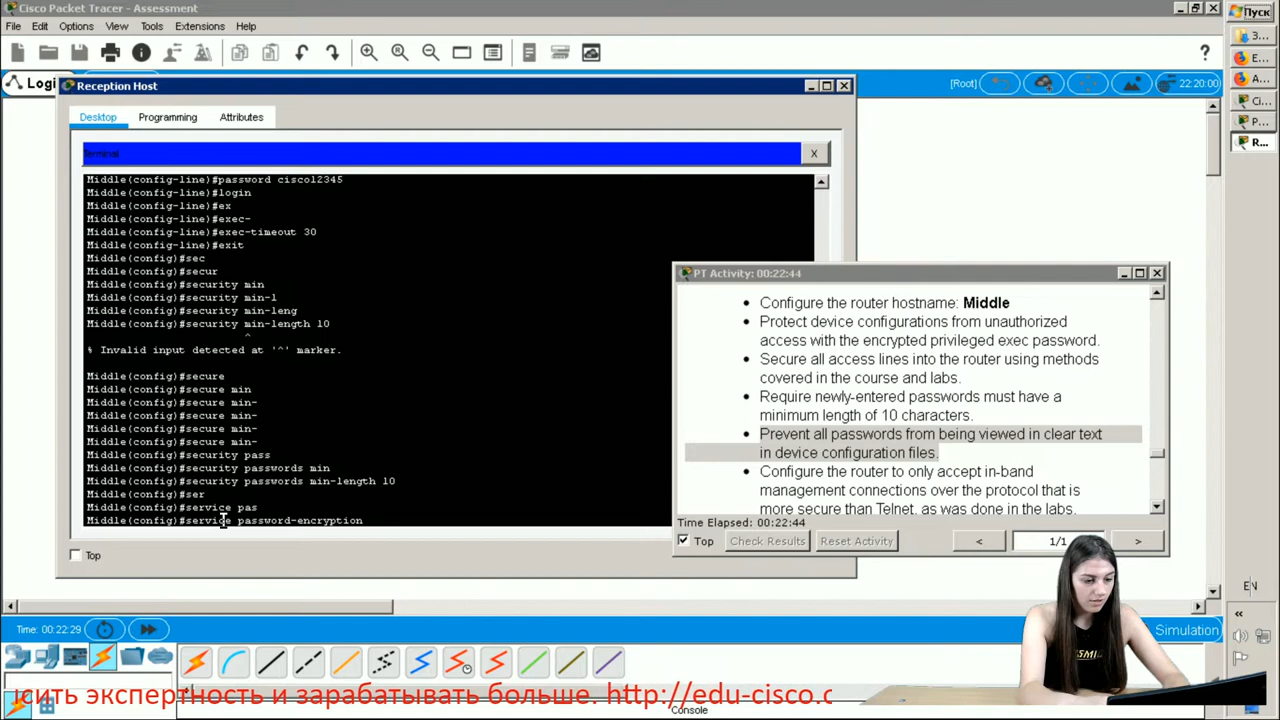 Cisco Packet Tracer - Assessment
Пуск
File Edit Options View Tools Extensions Help
З...
E...
A...
Ci...
P...
R...
?
Logi
[Root]
22:20:00
Reception Host
Desktop Programming Attributes
Terminal
X
Middle(config-line)#password cisco12345
Middle(config-line)#login
Middle(config-line)#ex
Middle(config-line)#exec-
Middle(config-line)#exec-timeout 30
Middle(config-line)#exit
Middle(config)#sec
Middle(config)#secur
Middle(config)#security min
Middle(config)#security min-l
Middle(config)#security min-leng
Middle(config)#security min-length 10
^
% Invalid input detected at '^' marker.
Middle(config)#secure
Middle(config)#secure min
Middle(config)#secure min-
Middle(config)#secure min-
Middle(config)#secure min-
Middle(config)#secure min-
Middle(config)#security pass
Middle(config)#security passwords min
Middle(config)#security passwords min-length 10
Middle(config)#ser
Middle(config)#service pas
Middle(config)#service password-encryption
Top
PT Activity: 00:22:44
• Configure the router hostname: Middle
• Protect device configurations from unauthorized
access with the encrypted privileged exec password.
• Secure all access lines into the router using methods
covered in the course and labs.
• Require newly-entered passwords must have a
minimum length of 10 characters.
• Prevent all passwords from being viewed in clear text
in device configuration files.
• Configure the router to only accept in-band
management connections over the protocol that is
more secure than Telnet, as was done in the labs.
Time Elapsed: 00:22:44
Top Check Results Reset Activity < 1/1 >
EN
«
Time: 00:22:29
Simulation
сить экспертность и зарабатывать больше. http://edu-cisco.c
Console